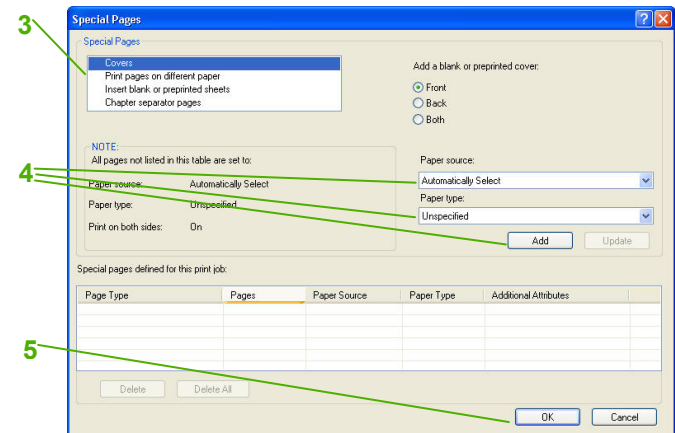 Special Pages
3
Special Pages
Covers
Print pages on different paper
Insert blank or preprinted sheets
Chapter separator pages
Add a blank or preprinted cover:
Front
Back
Both
NOTE:
All pages not listed in this table are set to:
Paper source: Automatically Select
Paper type: Unspecified
Print on both sides: On
4
Paper source:
Automatically Select
Paper type:
Unspecified
Add Update
Special pages defined for this print job:
Page Type Pages Paper Source Paper Type Additional Attributes
5
Delete Delete All
OK Cancel